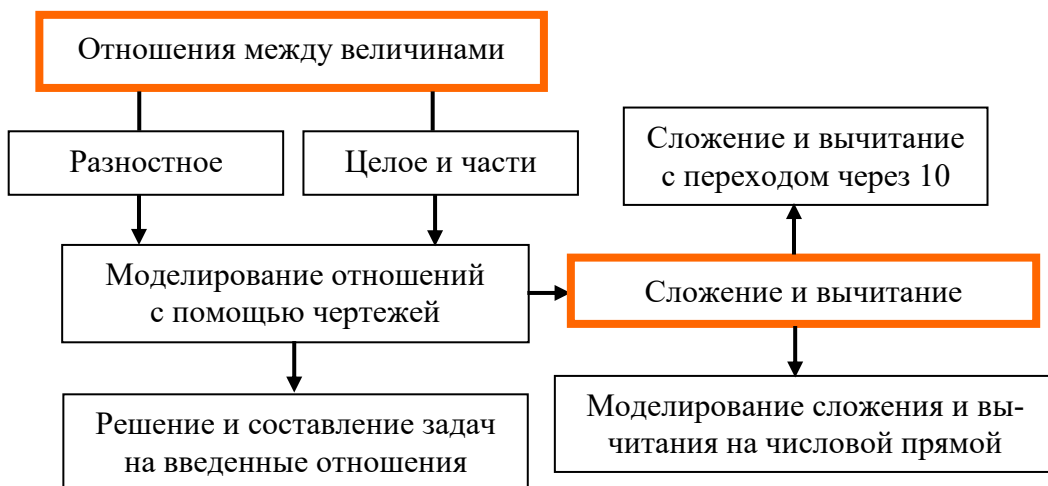 Отношения между величинами
Разностное
Целое и части
Сложение и вычитание
с переходом через 10
Моделирование отношений
с помощью чертежей
Сложение и вычитание
Решение и составление задач
на введенные отношения
Моделирование сложения и вы-
читания на числовой прямой